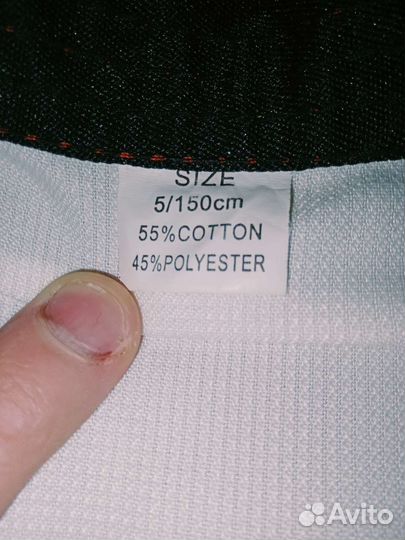 SIZE
5/150cm
55%COTTON
45%POLYESTER
Avito